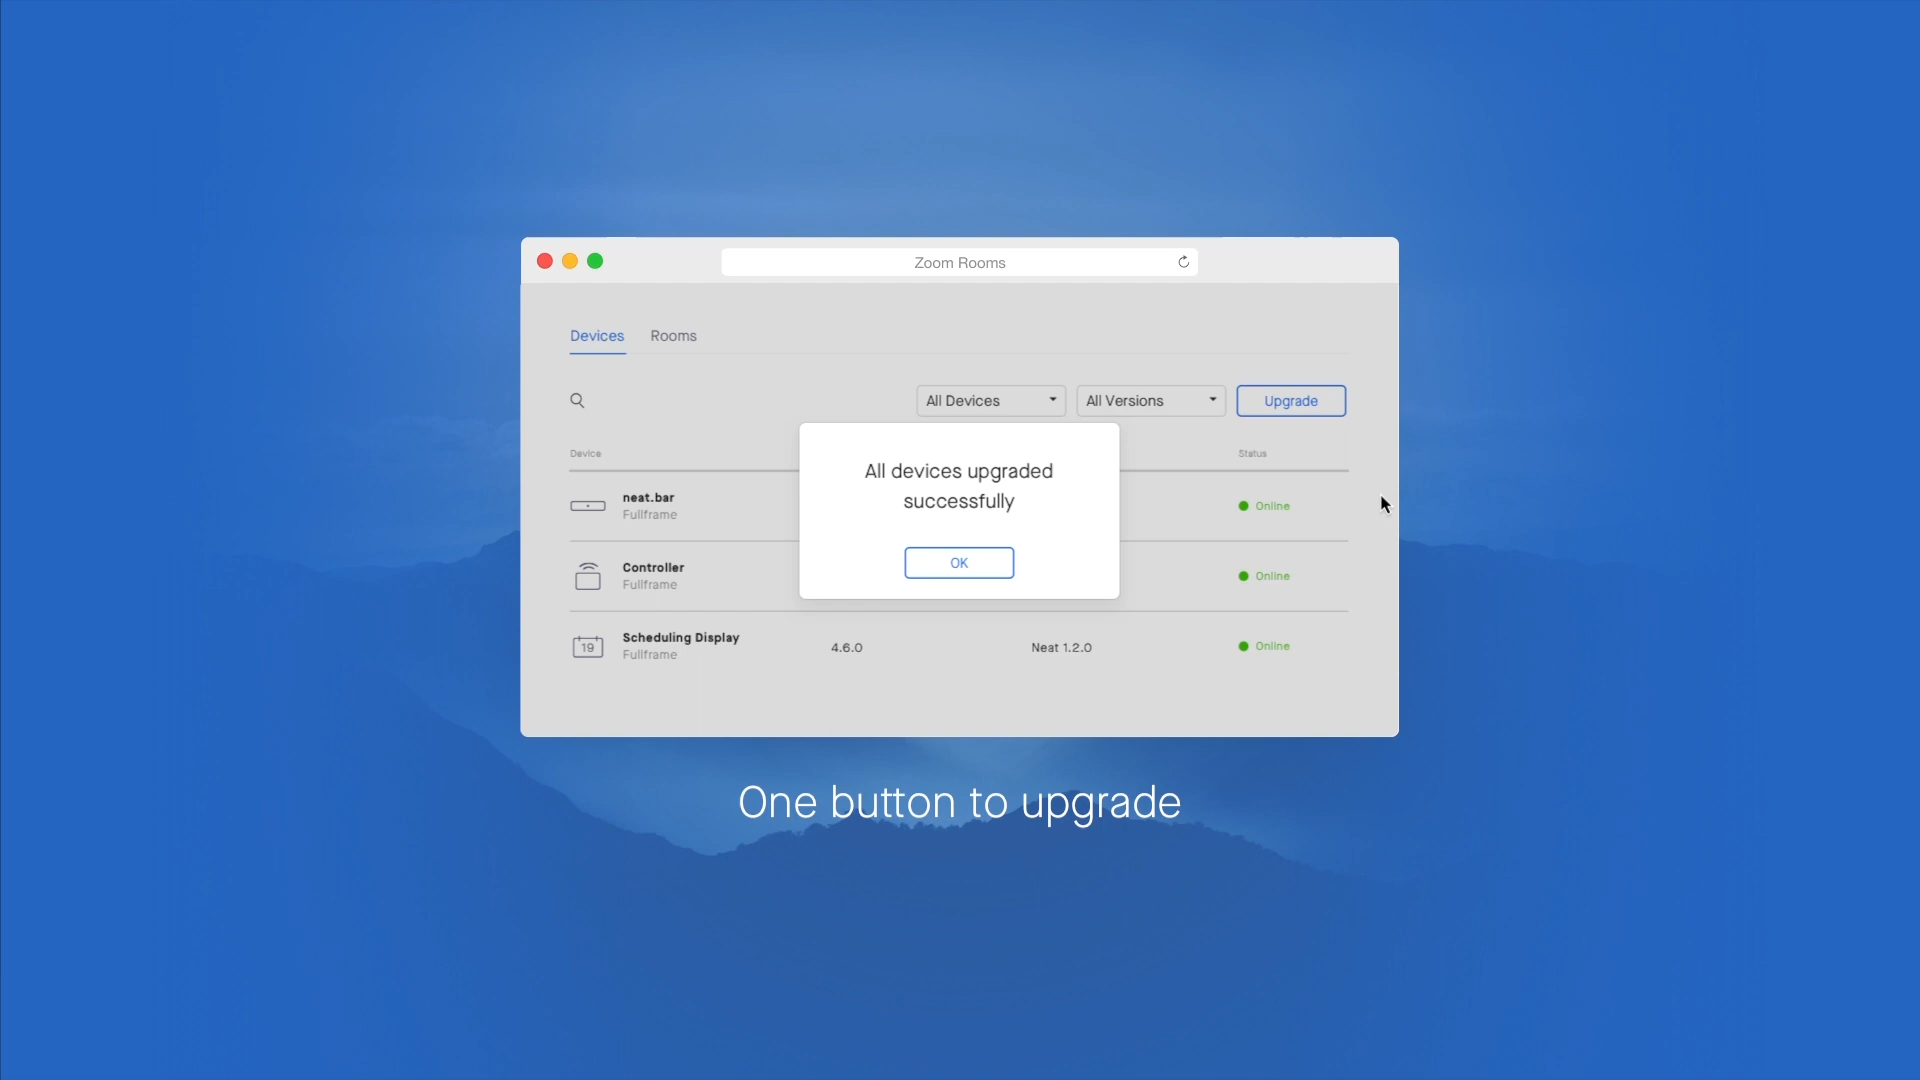 Zoom Rooms
Devices Rooms
All Devices All Versions Upgrade
Device Status
All devices upgraded
successfully
OK
neat.bar
Fullframe
Online
Controller
Fullframe
Online
19
Scheduling Display
Fullframe
4.6.0
Neat 1.2.0
Online
One button to upgrade